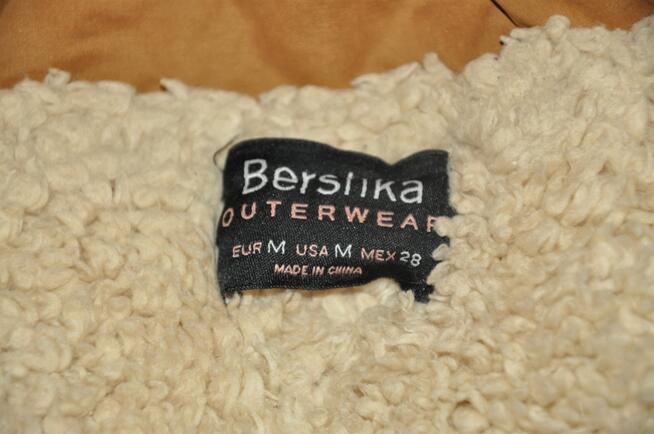 Bershka
OUTERWEAR
EUR M USA M MEX 28
MADE IN CHINA